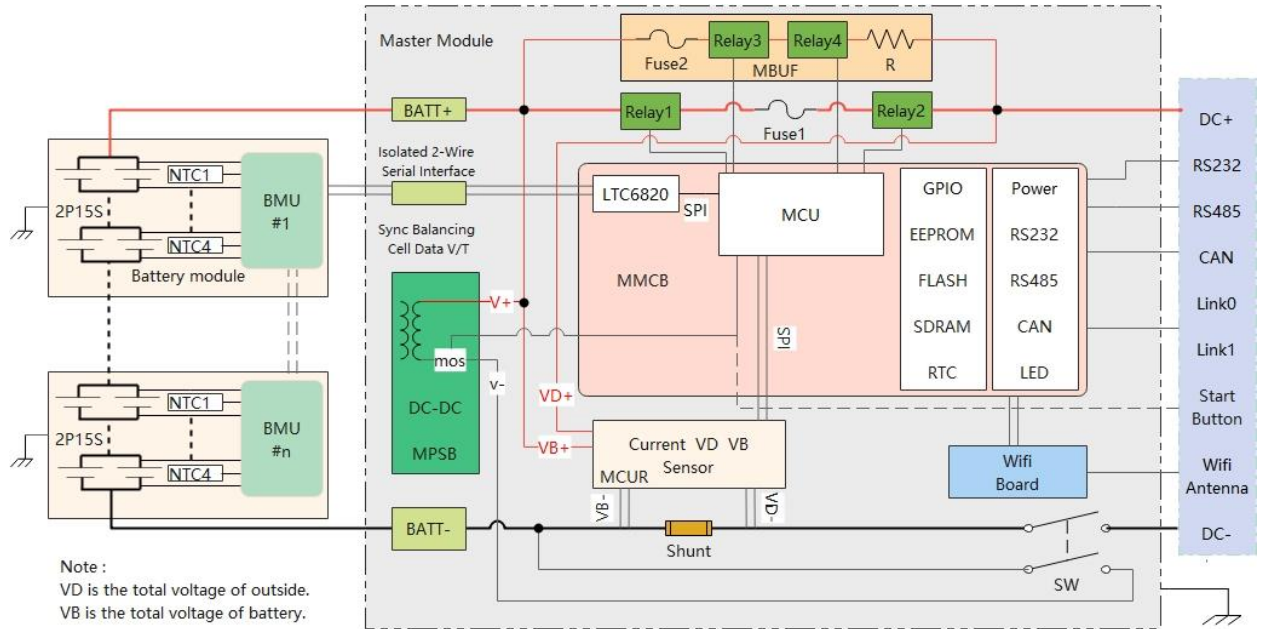 Master Module
Fuse2
Relay3
Relay4
R
MBUF
BATT+
Relay1
Fuse1
Relay2
DC+
Isolated 2-Wire
Serial Interface
LTC6820
SPI
MCU
GPIO
EEPROM
FLASH
SDRAM
RTC
Power
RS232
RS485
CAN
LED
RS232
RS485
CAN
Link0
Link1
Start
Button
Wifi
Antenna
DC-
NTC1
2P15S
NTC4
BMU
#1
Battery module
Sync Balancing
Cell Data V/T
MMCB
V+
mos
v-
DC-DC
MPSB
SPI
VD+
VB+
NTC1
2P15S
NTC4
BMU
#n
Current VD VB
Sensor
MCUR
VB-
VD-
Wifi
Board
BATT-
Shunt
SW
Note :
VD is the total voltage of outside.
VB is the total voltage of battery.